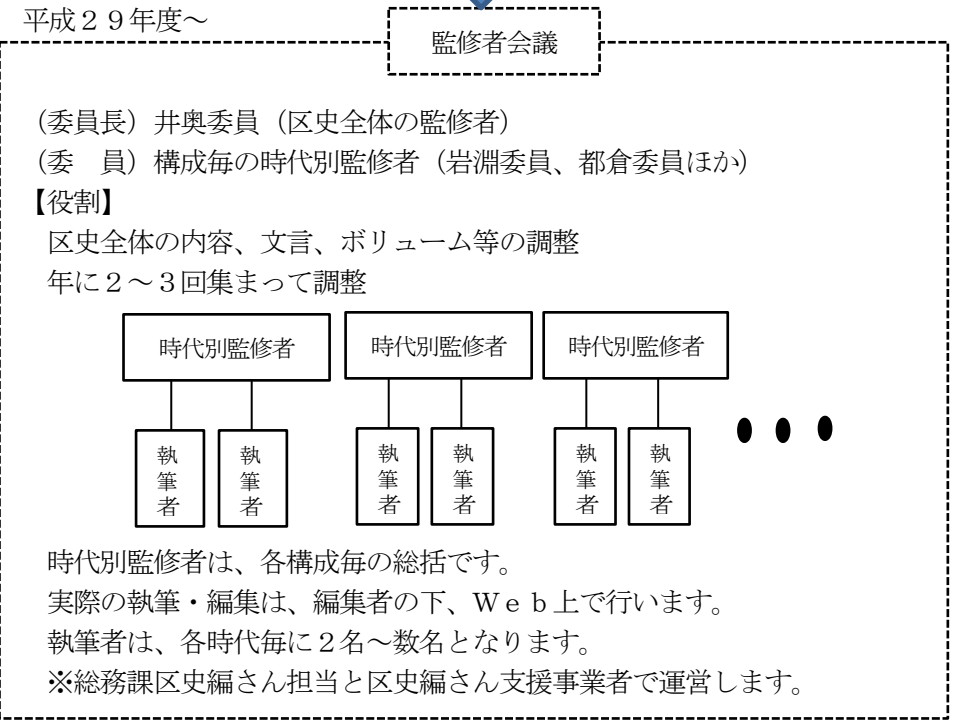 平成２９年度～
監修者会議
（委員長）井奥委員（区史全体の監修者）
（委　員）構成毎の時代別監修者（岩淵委員、都倉委員ほか）
【役割】
区史全体の内容、文言、ボリューム等の調整
年に２～３回集まって調整
時代別監修者
時代別監修者
時代別監修者
執筆者
執筆者
執筆者
執筆者
執筆者
執筆者
時代別監修者は、各構成毎の総括です。
実際の執筆・編集は、編集者の下、Ｗｅｂ上で行います。
執筆者は、各時代毎に２名～数名となります。
※総務課区史編さん担当と区史編さん支援事業者で運営します。